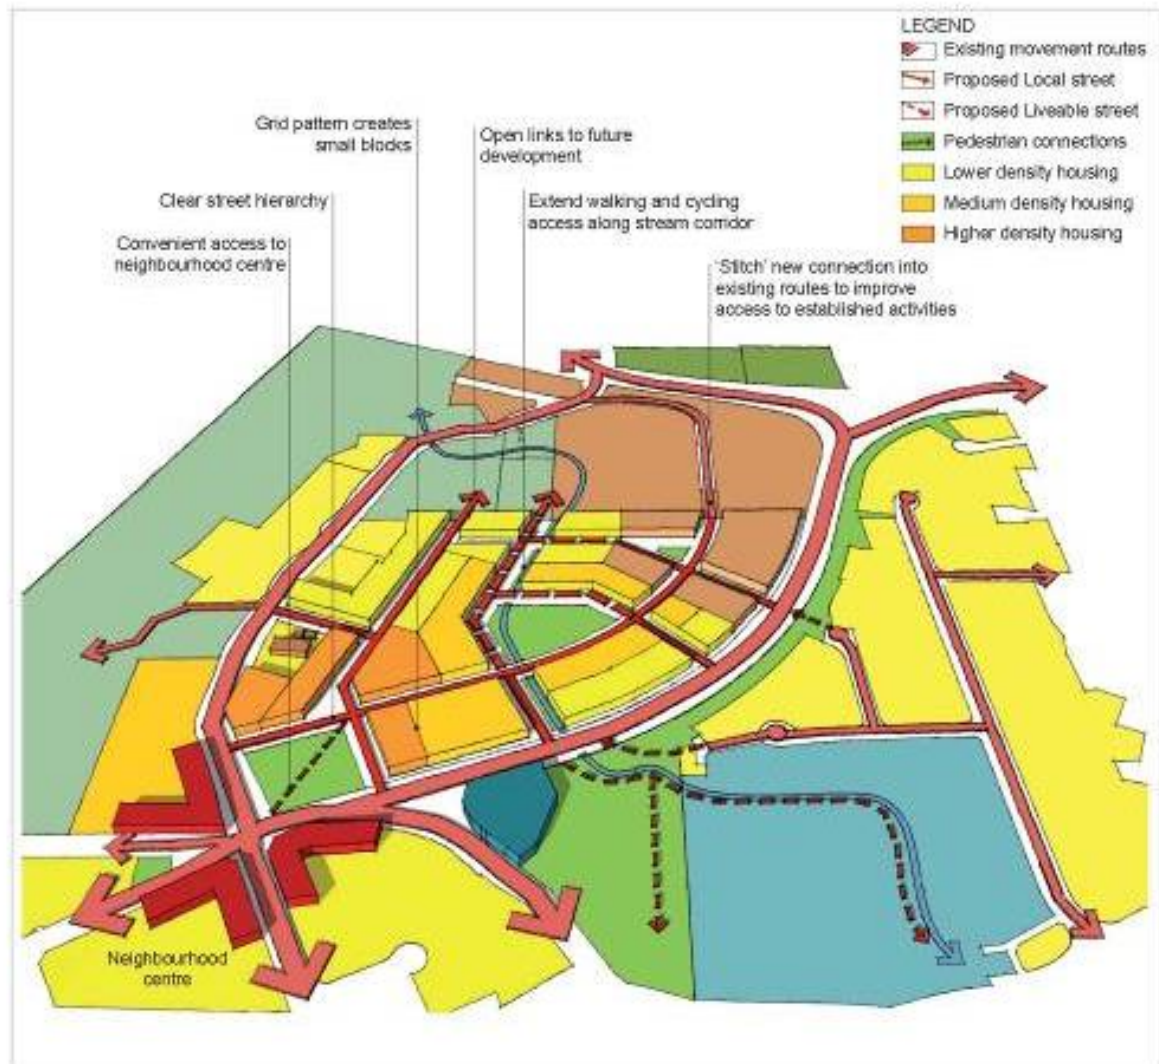 LEGEND
Existing movement routes
Proposed Local street
Proposed Liveable street
Pedestrian connections
Lower density housing
Medium density housing
Higher density housing
Grid pattern creates
small blocks
Open links to future
development
Clear street hierarchy
Extend walking and cycling
access along stream corridor
Convenient access to
neighbourhood centre
'Stitch' new connection into
existing routes to improve
access to established activities
Neighbourhood
centre